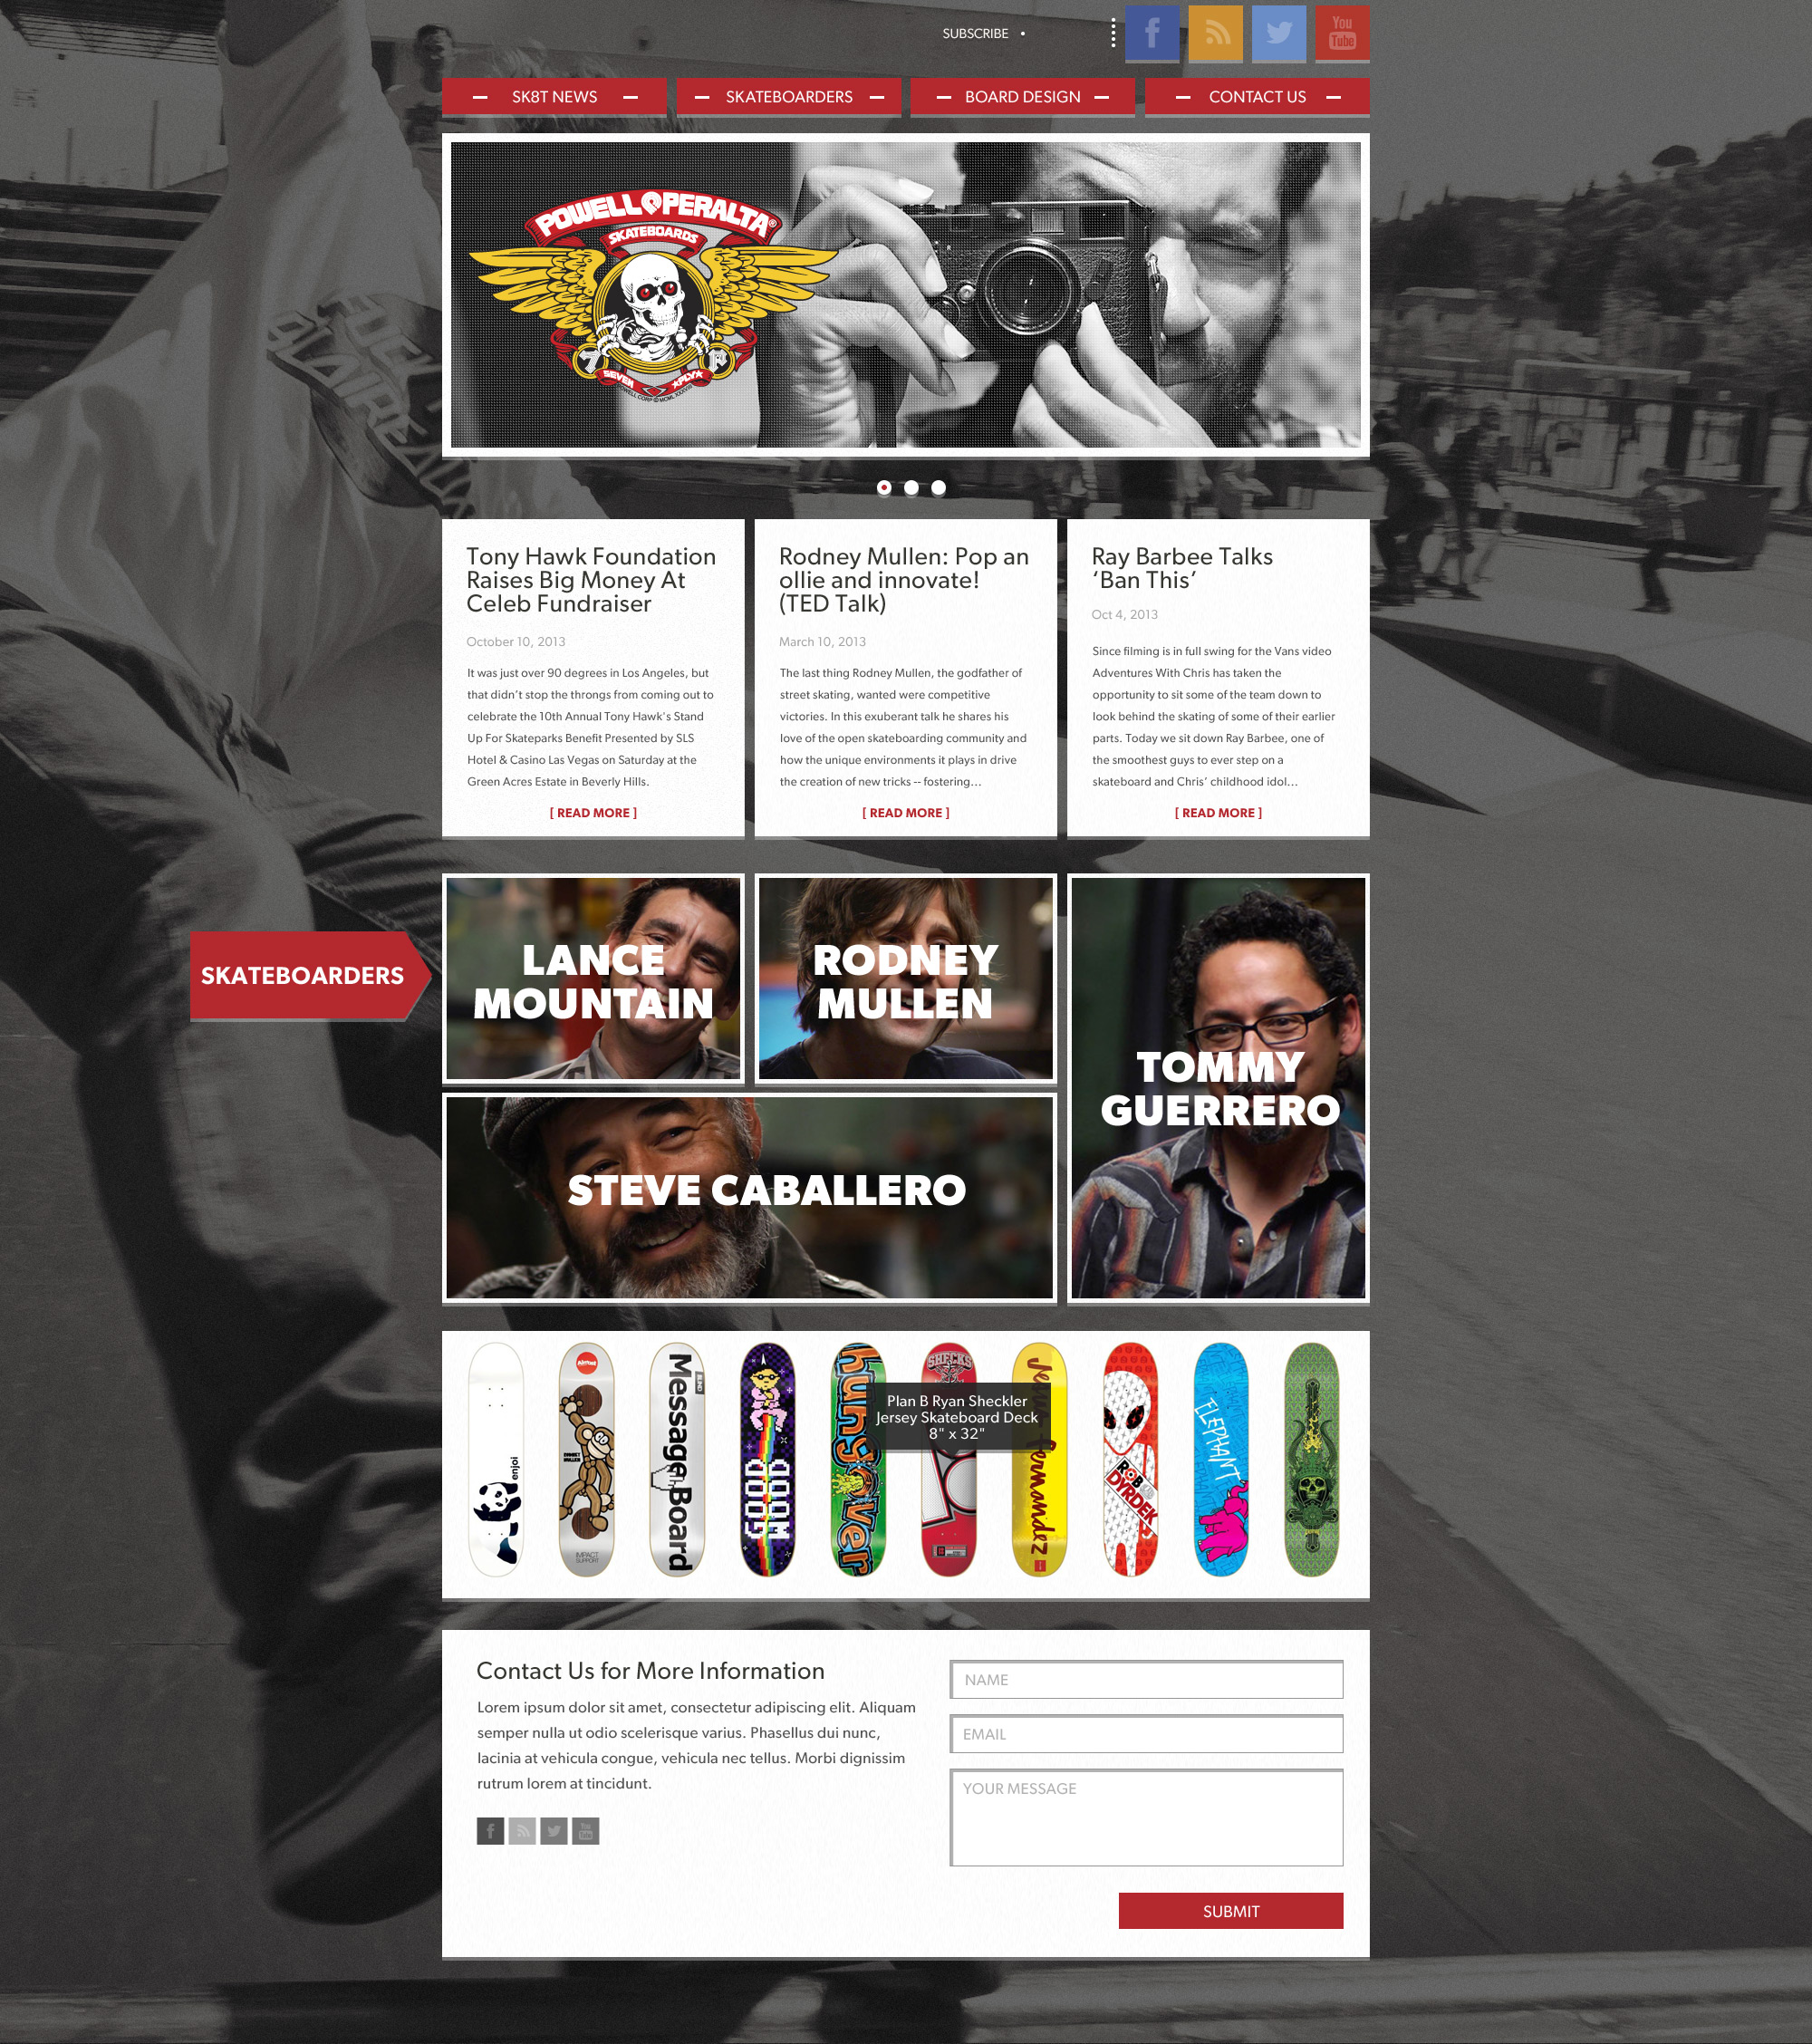 SUBSCRIBE •
You
Tube
SK8T NEWS
SKATEBOARDERS
BOARD DESIGN
CONTACT US
POWELL PERALTA®
SKATEBOARDS
SEVEN PLY
Tony Hawk Foundation
Raises Big Money At
Celeb Fundraiser
October 10, 2013
It was just over 90 degrees in Los Angeles, but
that didn't stop the throngs from coming out to
celebrate the 10th Annual Tony Hawk's Stand
Up For Skateparks Benefit Presented by SLS
Hotel & Casino Las Vegas on Saturday at the
Green Acres Estate in Beverly Hills.
[ READ MORE ]
Rodney Mullen: Pop an
ollie and innovate!
(TED Talk)
March 10, 2013
The last thing Rodney Mullen, the godfather of
street skating, wanted were competitive
victories. In this exuberant talk he shares his
love of the open skateboarding community and
how the unique environments it plays in drive
the creation of new tricks -- fostering...
[ READ MORE ]
Ray Barbee Talks
‘Ban This’
Oct 4, 2013
Since filming is in full swing for the Vans video
Adventures With Chris has taken the
opportunity to sit some of the team down to
look behind the skating of some of their earlier
parts. Today we sit down Ray Barbee, one of
the smoothest guys to ever step on a
skateboard and Chris’ childhood idol...
[ READ MORE ]
SKATEBOARDERS
LANCE
MOUNTAIN
RODNEY
MULLEN
TOMMY
GUERRERO
STEVE CABALLERO
enjoi
Almost
IMPACT
SUPPORT
Message Board
GOOD
WOOD
hungover
SHECKS
Plan B Ryan Sheckler
Jersey Skateboard Deck
8" x 32"
ROB
DYRDEK
ELEPHANT
Contact Us for More Information
Lorem ipsum dolor sit amet, consectetur adipiscing elit. Aliquam
semper nulla ut odio scelerisque varius. Phasellus dui nunc,
lacinia at vehicula congue, vehicula nec tellus. Morbi dignissim
rutrum lorem at tincidunt.
You
Tube
NAME
EMAIL
YOUR MESSAGE
SUBMIT